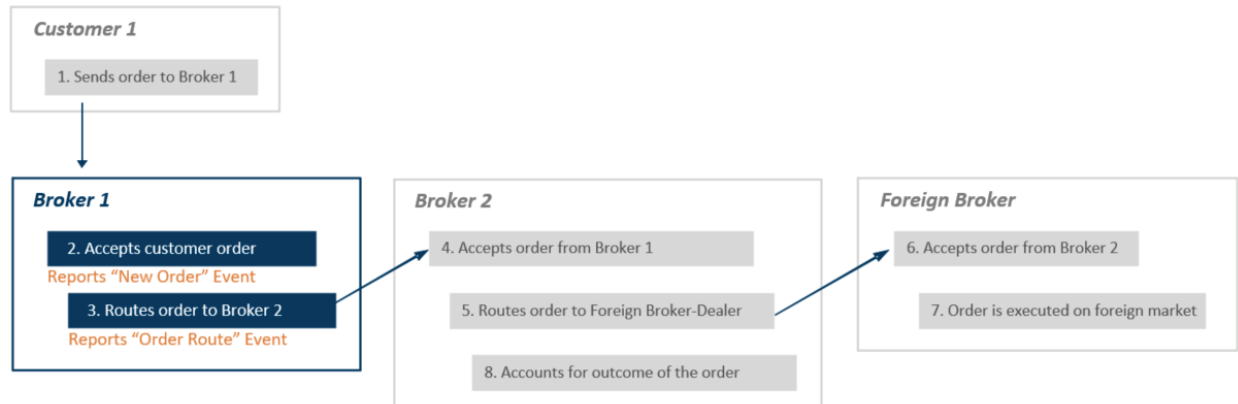 Customer 1
1. Sends order to Broker 1
Broker 1
2. Accepts customer order
Reports “New Order” Event
3. Routes order to Broker 2
Reports “Order Route” Event
Broker 2
4. Accepts order from Broker 1
5. Routes order to Foreign Broker-Dealer
8. Accounts for outcome of the order
Foreign Broker
6. Accepts order from Broker 2
7. Order is executed on foreign market